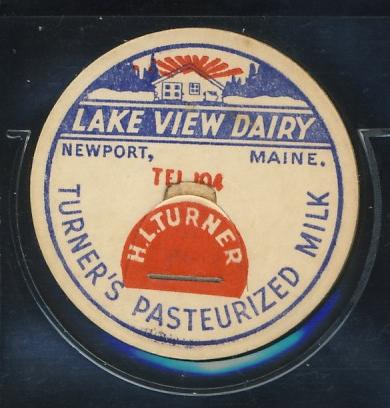 LAKE VIEW DAIRY
NEWPORT, MAINE.
TEL 104
H.L. TURNER
TURNER'S PASTEURIZED MILK